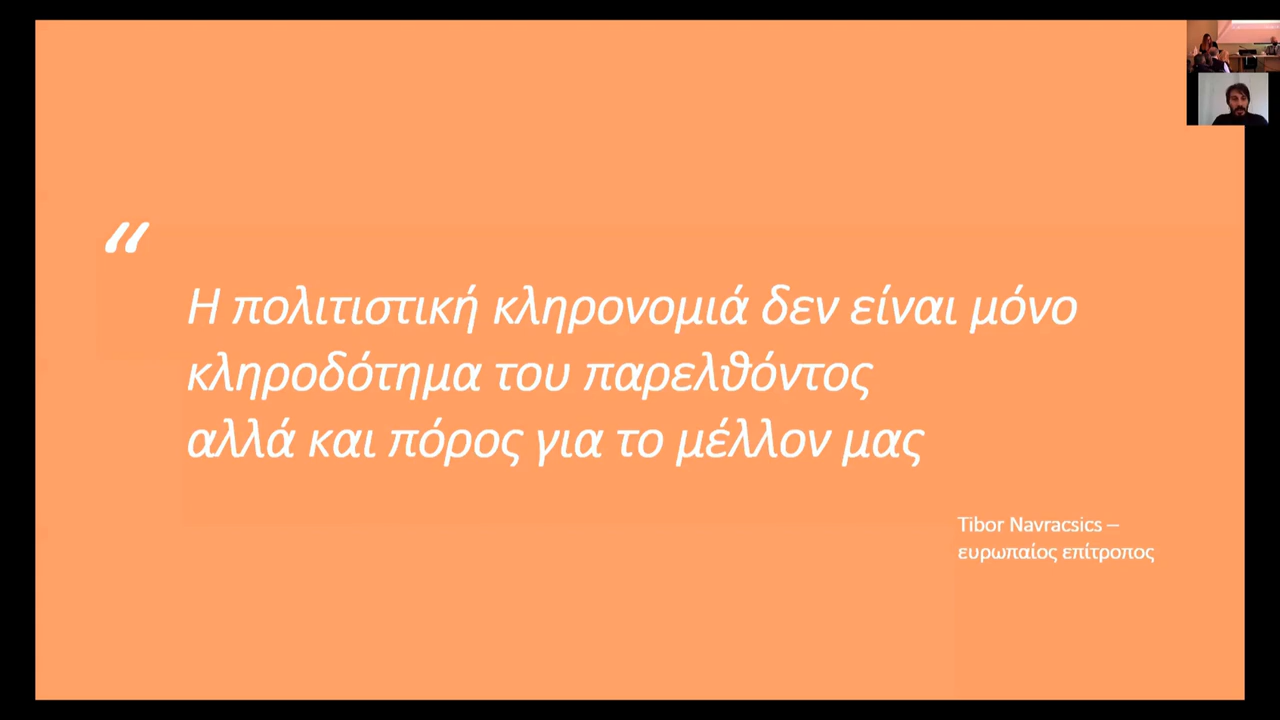 “
Η πολιτιστική κληρονομιά δεν είναι μόνο
κληροδότημα του παρελθόντος
αλλά και πόρος για το μέλλον μας
Tibor Navracsics –
ευρωπαίος επίτροπος